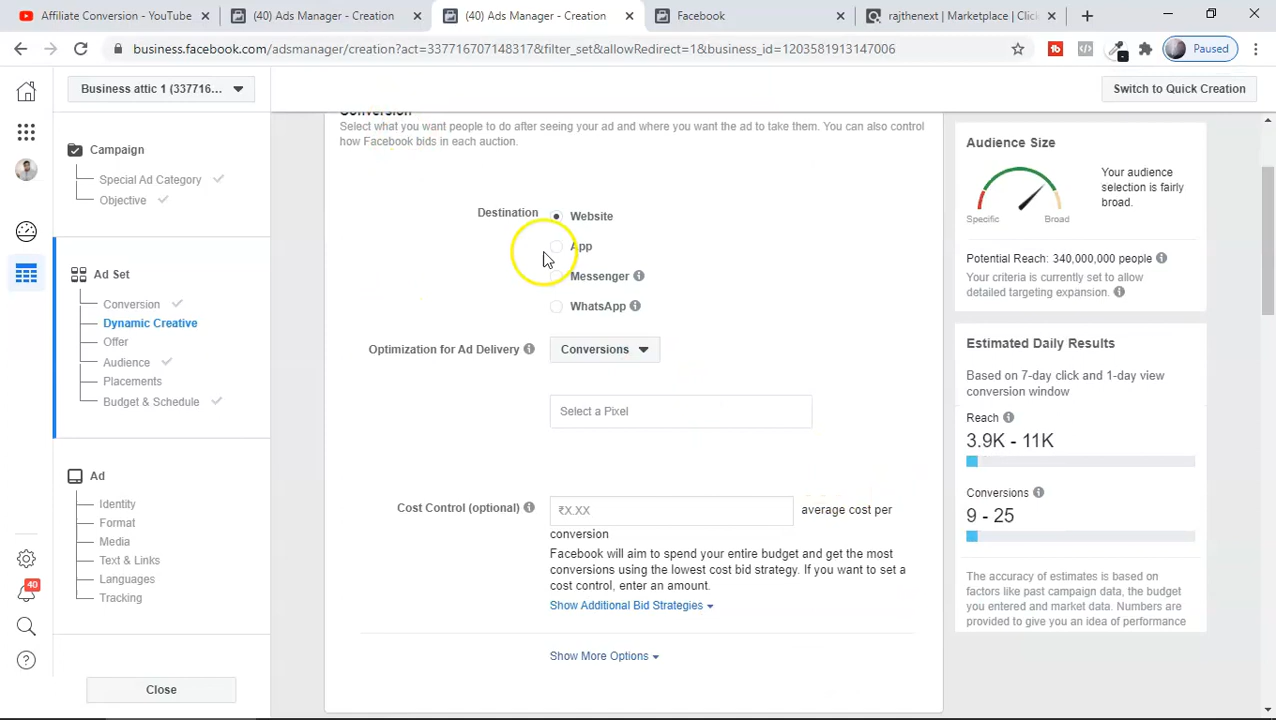 Affiliate Conversion - YouTube
(40) Ads Manager - Creation
(40) Ads Manager - Creation
Facebook
rajthenext | Marketplace | Click
business.facebook.com/adsmanager/creation?act=337716707148317&filter_set&allowRedirect=1&business_id=1203581913147006
Paused
Business attic 1 (337716...
Switch to Quick Creation
Campaign
Special Ad Category
Objective
Ad Set
Conversion
Dynamic Creative
Offer
Audience
Placements
Budget & Schedule
Ad
Identity
Format
Media
Text & Links
Languages
Tracking
40
Close
Conversion
Select what you want people to do after seeing your ad and where you want the ad to take them. You can also control
how Facebook bids in each auction.
Destination
Website
App
Messenger
WhatsApp
Optimization for Ad Delivery
Conversions
Select a Pixel
Cost Control (optional)
₹X.XX
average cost per
conversion
Facebook will aim to spend your entire budget and get the most
conversions using the lowest cost bid strategy. If you want to set a
cost control, enter an amount.
Show Additional Bid Strategies
Show More Options
Audience Size
Your audience
selection is fairly
broad.
Specific
Broad
Potential Reach: 340,000,000 people
Your criteria is currently set to allow
detailed targeting expansion.
Estimated Daily Results
Based on 7-day click and 1-day view
conversion window
Reach
3.9K - 11K
Conversions
9 - 25
The accuracy of estimates is based on
factors like past campaign data, the budget
you entered and market data. Numbers are
provided to give you an idea of performance